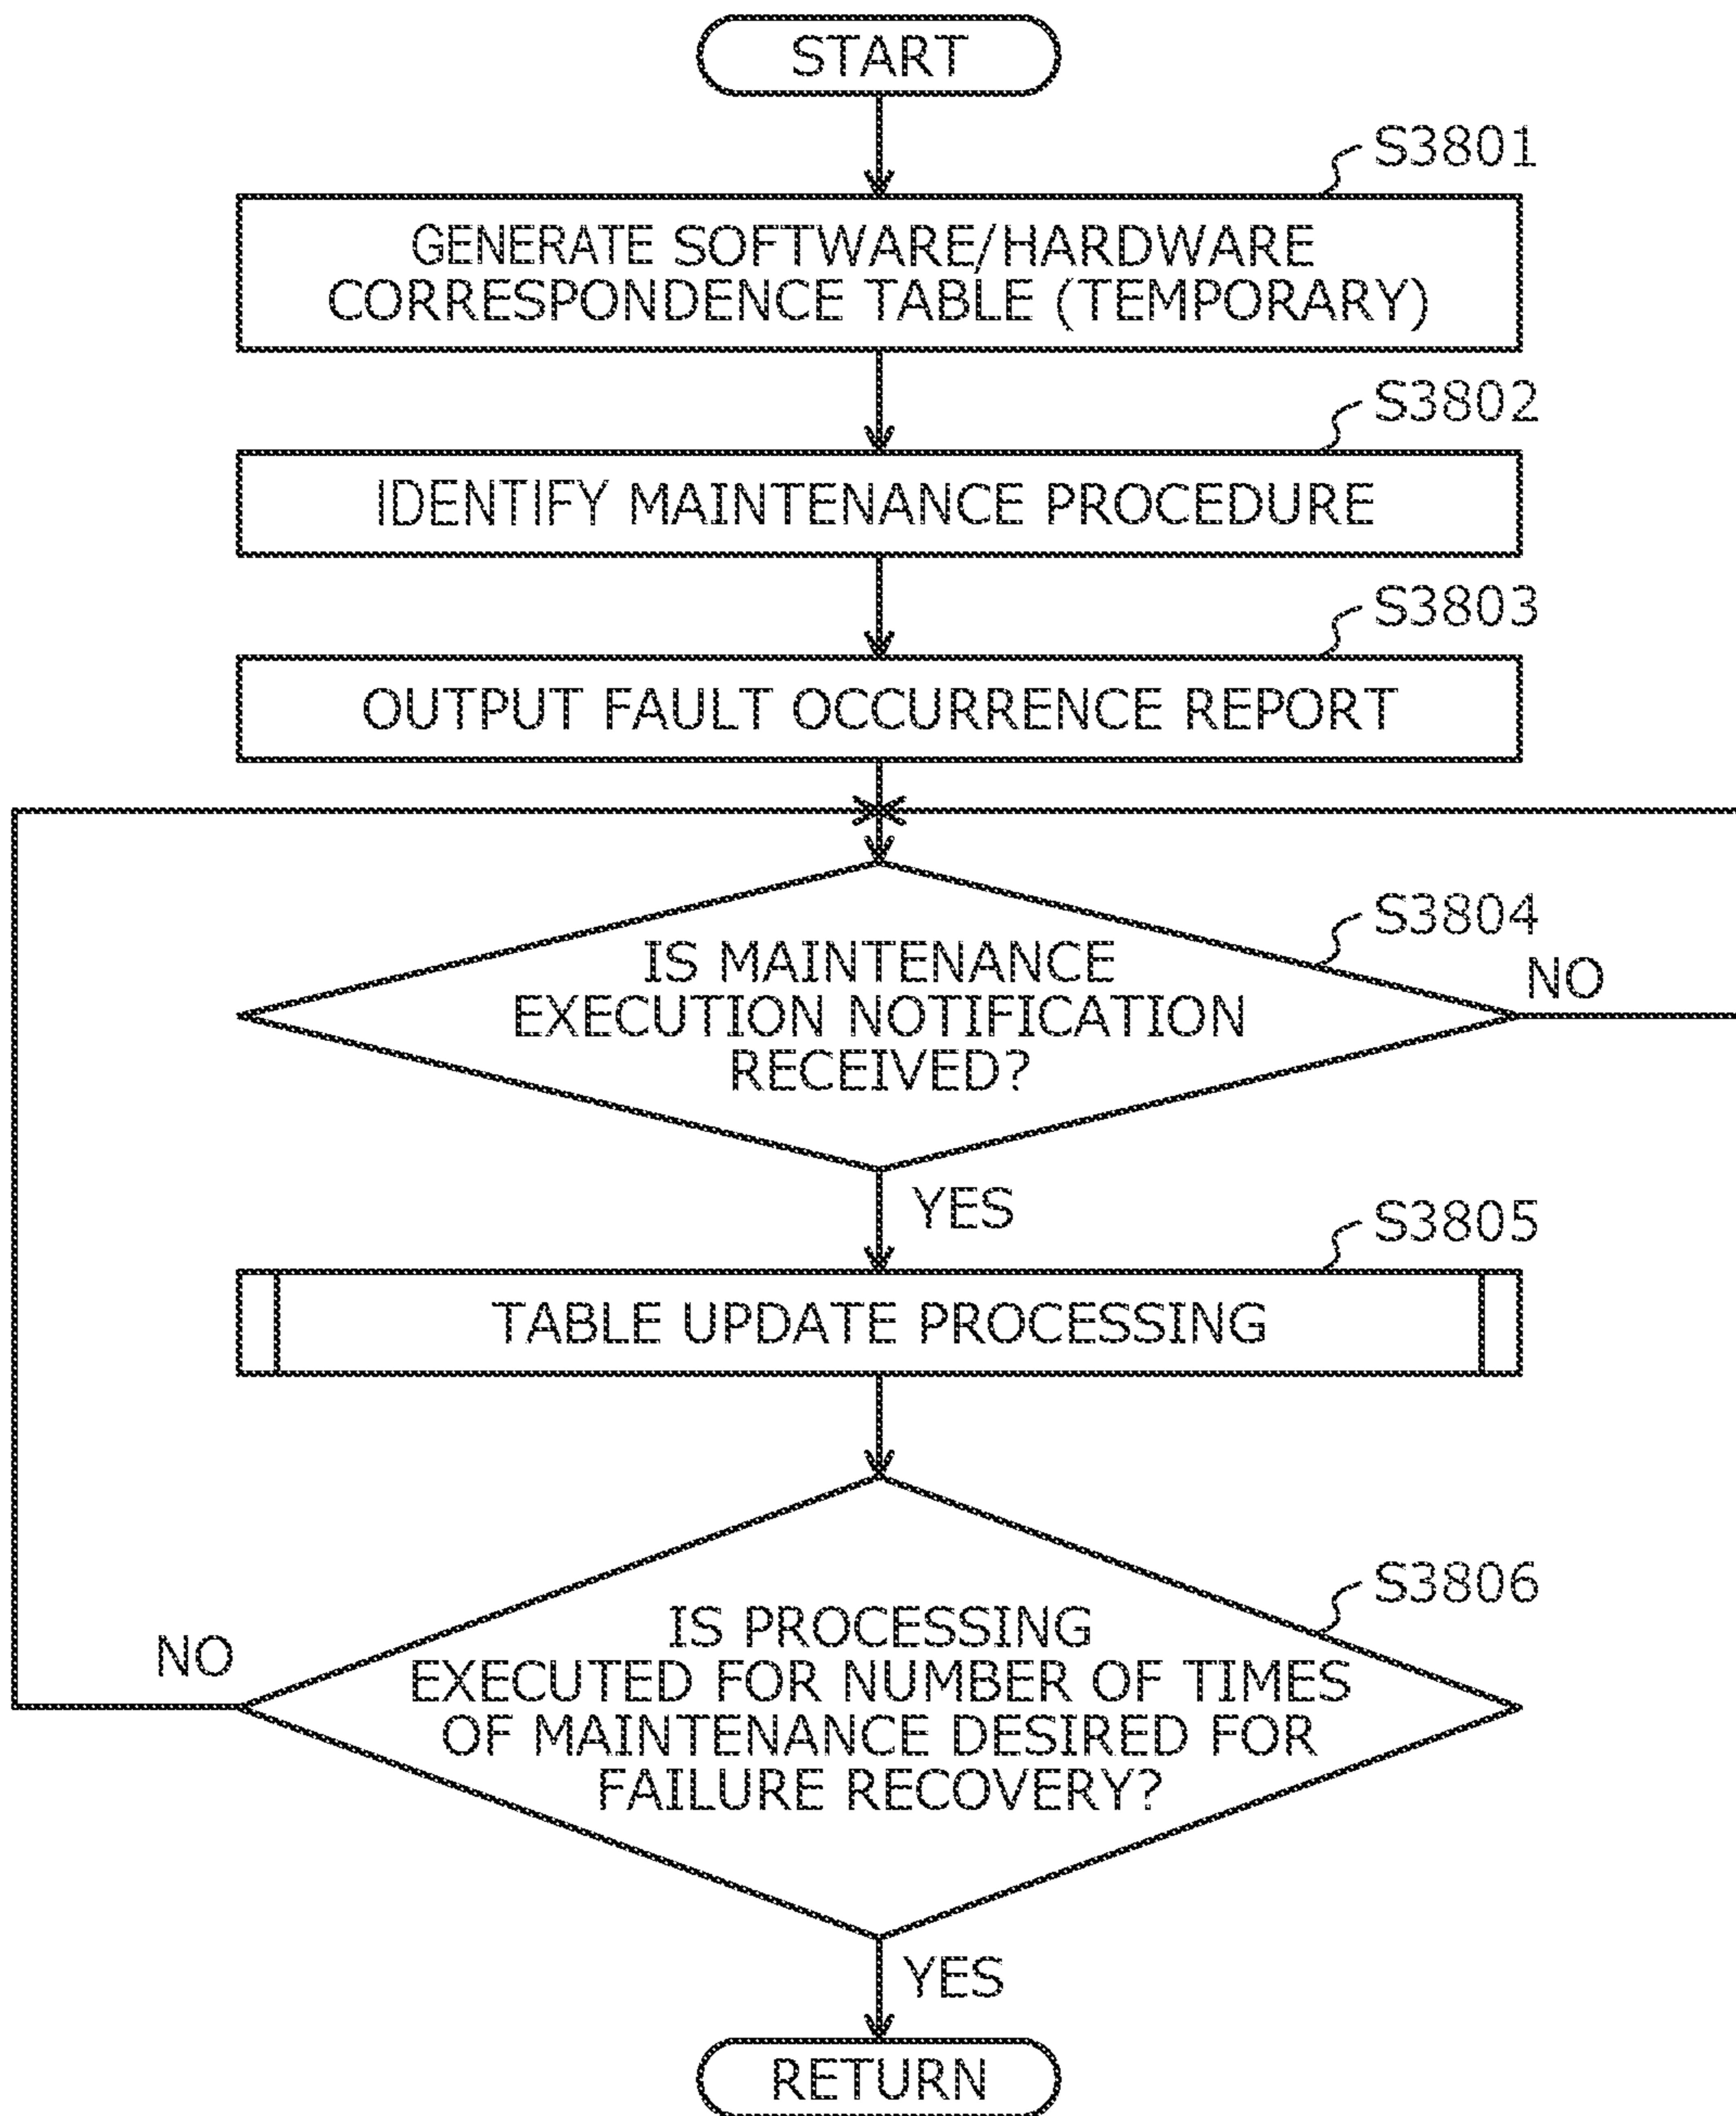 START
S3801
GENERATE SOFTWARE/HARDWARE
CORRESPONDENCE TABLE (TEMPORARY)
S3802
IDENTIFY MAINTENANCE PROCEDURE
S3803
OUTPUT FAULT OCCURRENCE REPORT
S3804
IS MAINTENANCE
EXECUTION NOTIFICATION
RECEIVED?
NO
YES
S3805
TABLE UPDATE PROCESSING
S3806
IS PROCESSING
EXECUTED FOR NUMBER OF TIMES
OF MAINTENANCE DESIRED FOR
FAILURE RECOVERY?
NO
YES
RETURN